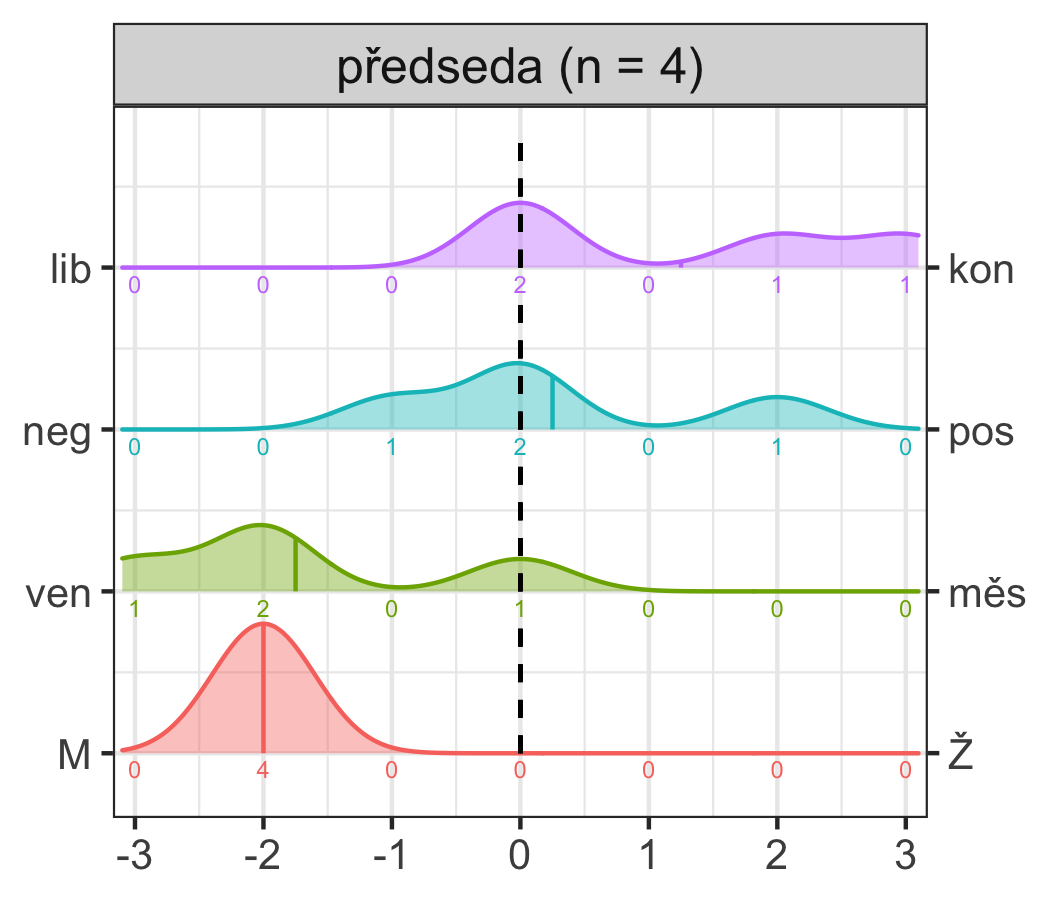 předseda (n = 4)
lib kon
0 0 0 2 0 1 1
neg pos
0 0 1 2 0 1 0
ven měs
1 2 0 1 0 0 0
M Ž
0 4 0 0 0 0 0
-3 -2 -1 0 1 2 3